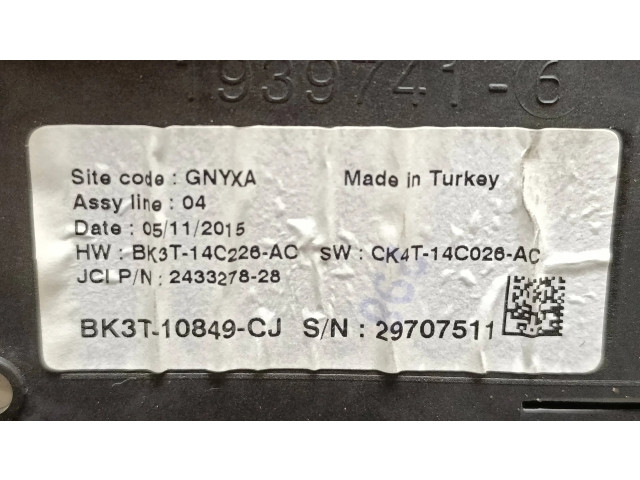 1939741-6
Site code : GNYXA Made in Turkey
Assy line : 04
Date : 05/11/2015
HW : BK3T-14C226-AC SW : CK4T-14C026-AC
JCI P/N : 2433278-28
BK3T-10849-CJ S/N : 29707511